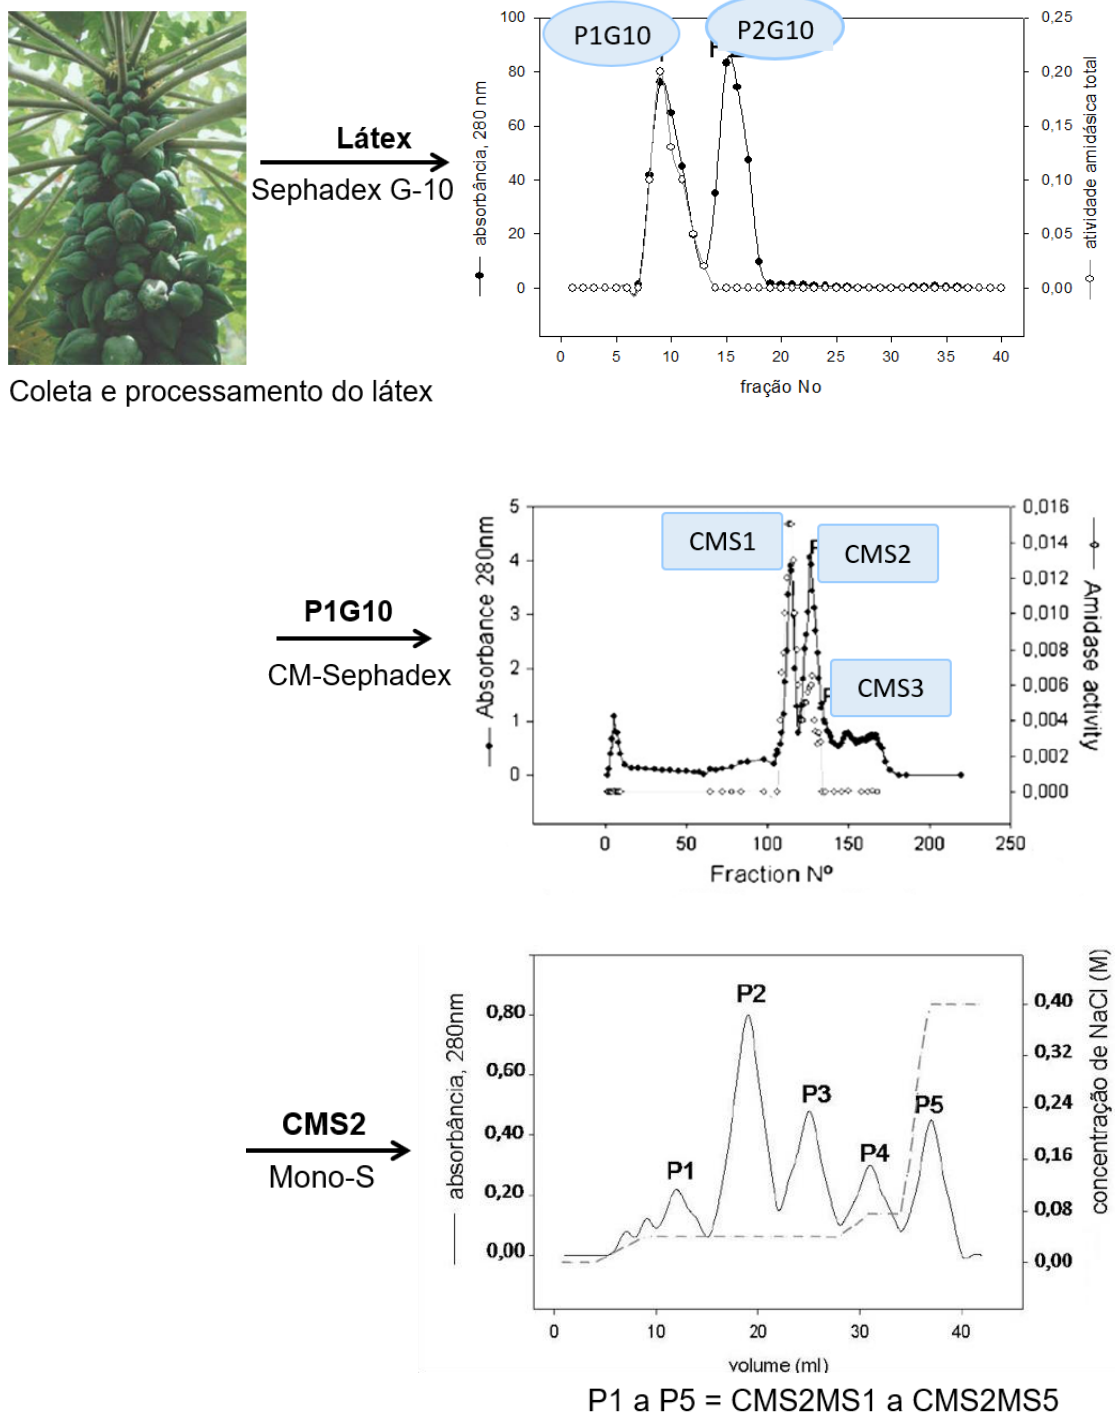 P1G10
P2G10
100
80
60
40
20
0
absorbância, 280 nm
0,25
0,20
0,15
0,10
0,05
0,00
atividade amidásica total
0
5
10
15
20
25
30
35
40
fração No
Látex
Sephadex G-10
Coleta e processamento do látex
CMS1
CMS2
CMS3
5
4
3
2
1
0
Absorbance 280nm
0,016
0,014
0,012
0,010
0,008
0,006
0,004
0,002
0,000
Amidase activity
0
50
100
150
200
250
Fraction Nº
P1G10
CM-Sephadex
P1
P2
P3
P4
P5
0,80
0,60
0,40
0,20
0,00
absorbância, 280nm
0,40
0,32
0,24
0,16
0,08
0,00
concentração de NaCl (M)
0
10
20
30
40
volume (ml)
CMS2
Mono-S
P1 a P5 = CMS2MS1 a CMS2MS5